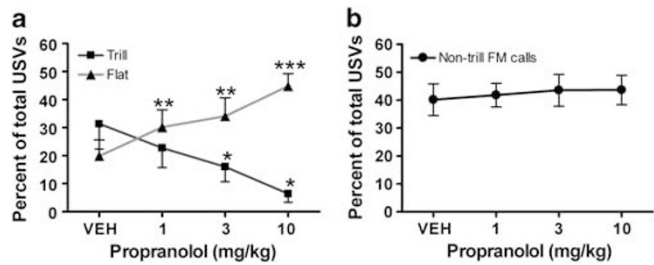 a
Percent of total USVs
60
50
40
30
20
10
0
Trill
Flat
**
**
***
*
*
VEH
1
3
10
Propranolol (mg/kg)
b
Percent of total USVs
60
50
40
30
20
10
0
Non-trill FM calls
VEH
1
3
10
Propranolol (mg/kg)